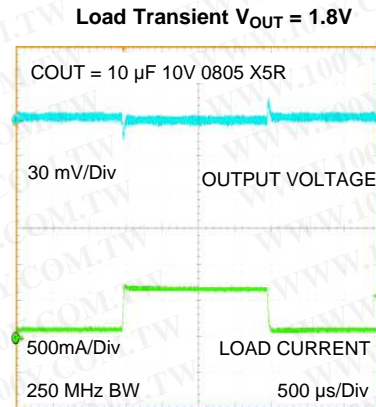 Load Transient VOUT = 1.8V
COUT = 10 µF 10V 0805 X5R
30 mV/Div
OUTPUT VOLTAGE
500mA/Div
LOAD CURRENT
250 MHz BW
500 µs/Div